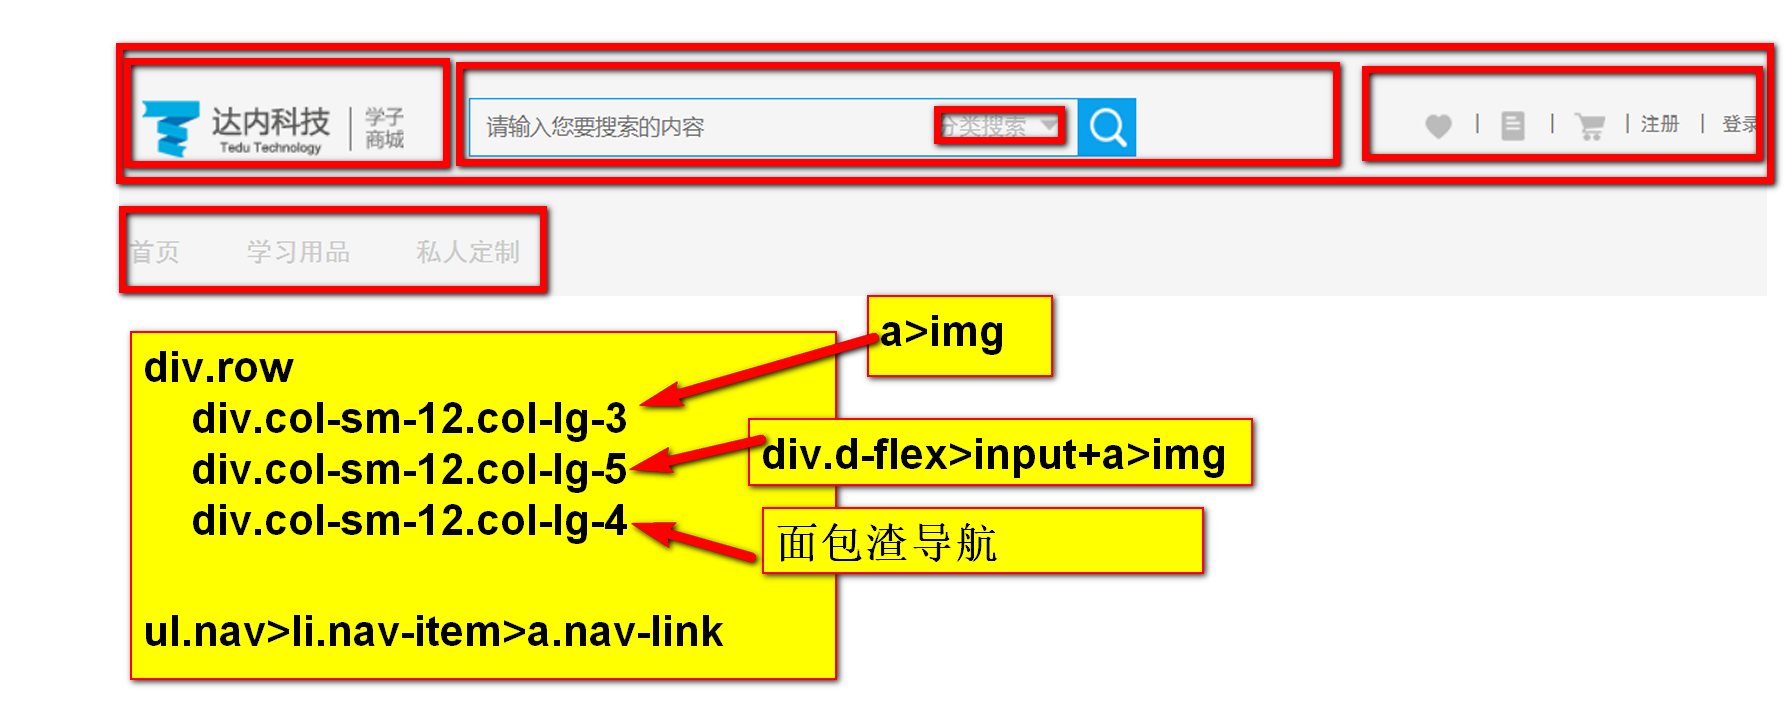 达内科技
Tedu Technology
学子
商城
请输入您要搜索的内容
分类搜索
注册
登录
首页
学习用品
私人定制
a>img
div.row
div.col-sm-12.col-lg-3
div.col-sm-12.col-lg-5
div.col-sm-12.col-lg-4
ul.nav>li.nav-item>a.nav-link
div.d-flex>input+a>img
面包渣导航